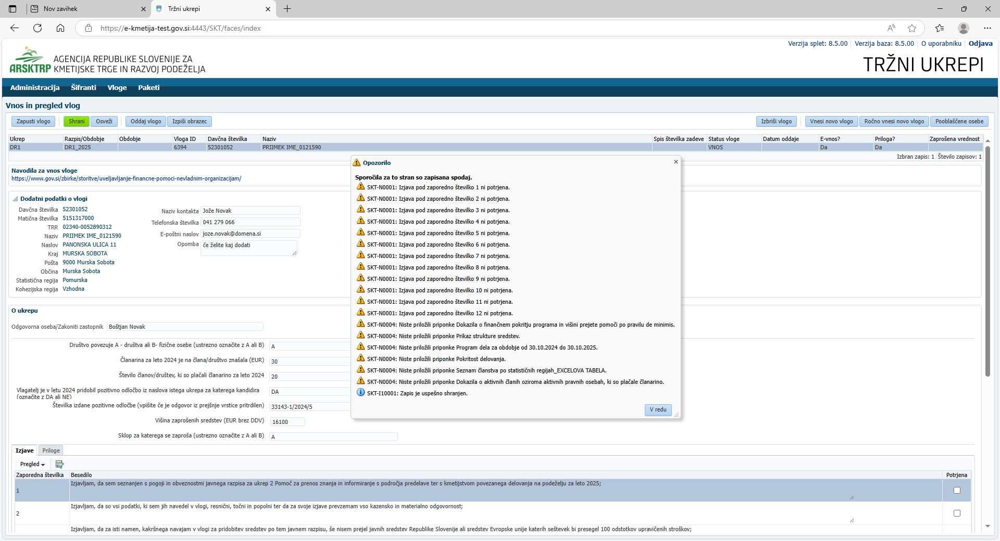 Nov zavihek
Tržni ukrepi
https://e-kmetija-test.gov.si:4443/SKT/faces/index
Verzija splet: 8.5.00 Verzija baza: 8.5.00 O uporabniku Odjava
ARSKTRP
AGENCIJA REPUBLIKE SLOVENIJE ZA
KMETIJSKE TRGE IN RAZVOJ PODEŽELJA
TRŽNI UKREPI
Administracija Šifranti Vloge Paketi
Vnos in pregled vlog
Zapusti vlogo Shrani Osveži Oddaj vlogo Izpiši obrazec Izbriši vlogo Vnesi novo vlogo Ročno vnesi novo vlogo Pooblaščene osebe
Ukrep Razpis/Obdobje Obdobje Vloga ID Davčna številka Naziv Spis številka zadeve Status vloge Datum oddaje E-vnos? Priloga? Zaprošena vrednost
DR1 DR1_2025 6394 52301052 PRIIMEK IME_0121590 VNOS Da Da
Izbran zapis: 1 Število zapisov: 1
Navodila za vnos vloge
https://www.gov.si/zbirke/storitve/uveljavljanje-financne-pomoci-nevladnim-organizacijam/
Dodatni podatki o vlogi
Davčna številka 52301052
Matična številka 5151317000
TRR 02340-0052890312
Naziv PRIIMEK IME_0121590
Naslov PANONSKA ULICA 11
Kraj MURSKA SOBOTA
Pošta 9000 Murska Sobota
Občina Murska Sobota
Statistična regija Pomurska
Kohezijska regija Vzhodna
Naziv kontakta Jože Novak
Telefonska številka 041 279 066
E-poštni naslov joze.novak@domena.si
Opomba če želite kaj dodati
O ukrepu
Odgovorna oseba/Zakoniti zastopnik Boštjan Novak
Društvo povezuje A - društva ali B- fizične osebe (ustrezno označite z A ali B) A
Članarina za leto 2024 je na člana/društvo znašala (EUR) 30
Število članov/društev, ki so plačali članarino za leto 2024 20
Vlagatelj je v letu 2024 pridobil pozitivno odločbo iz naslova istega ukrepa za katerega kandidira
(označite z DA ali NE) DA
Številka izdane pozitivne odločbe (vpišite če je odgovor iz prejšnje vrstice pritrdilen) 33143-1/2024/5
Višina zaprošenih sredstev (EUR brez DDV) 16100
Sklop za katerega se zaproša (ustrezno označite z A ali B) A
Opozorilo
Sporočila za to stran so zapisana spodaj.
SKT-N0001: Izjava pod zaporedno številko 1 ni potrjena.
SKT-N0001: Izjava pod zaporedno številko 2 ni potrjena.
SKT-N0001: Izjava pod zaporedno številko 3 ni potrjena.
SKT-N0001: Izjava pod zaporedno številko 4 ni potrjena.
SKT-N0001: Izjava pod zaporedno številko 5 ni potrjena.
SKT-N0001: Izjava pod zaporedno številko 6 ni potrjena.
SKT-N0001: Izjava pod zaporedno številko 7 ni potrjena.
SKT-N0001: Izjava pod zaporedno številko 8 ni potrjena.
SKT-N0001: Izjava pod zaporedno številko 9 ni potrjena.
SKT-N0001: Izjava pod zaporedno številko 10 ni potrjena.
SKT-N0001: Izjava pod zaporedno številko 11 ni potrjena.
SKT-N0001: Izjava pod zaporedno številko 12 ni potrjena.
SKT-N0004: Niste priložili priponke Dokazila o finančnem pokritju programa in višini prejete pomoči po pravilu de minimis.
SKT-N0004: Niste priložili priponke Prikaz strukture sredstev.
SKT-N0004: Niste priložili priponke Program dela za obdobje od 30.10.2024 do 30.10.2025.
SKT-N0004: Niste priložili priponke Pokritost delovanja.
SKT-N0004: Niste priložili priponke Seznam članstva po statističnih regijah_EXCELOVA TABELA.
SKT-N0004: Niste priložili priponke Dokazila o aktivnih članih oziroma aktivnih pravnih osebah, ki so plačale članarino.
SKT-I10001: Zapis je uspešno shranjen.
V redu
Izjave Priloge
Pregled
Zaporedna številka Besedilo Potrjena
1 Izjavljam, da sem seznanjen s pogoji in obveznostmi javnega razpisa za ukrep 2 Pomoč za prenos znanja in informiranje s področja predelave ter s kmetijstvom povezanega delovanja na podeželju za leto 2025;
2 Izjavljam, da so vsi podatki, ki sem jih navedel v vlogi, resnični, točni in popolni ter da za svoje izjave prevzemam vso kazensko in materialno odgovornost;
Izjavljam, da za isti namen, kakršnega navajam v vlogi za pridobitev sredstev po tem javnem razpisu, še nisem prejel javnih sredstev Republike Slovenije ali sredstev Evropske unije katerih seštevek bi presegel 100 odstotkov upravičenih stroškov;